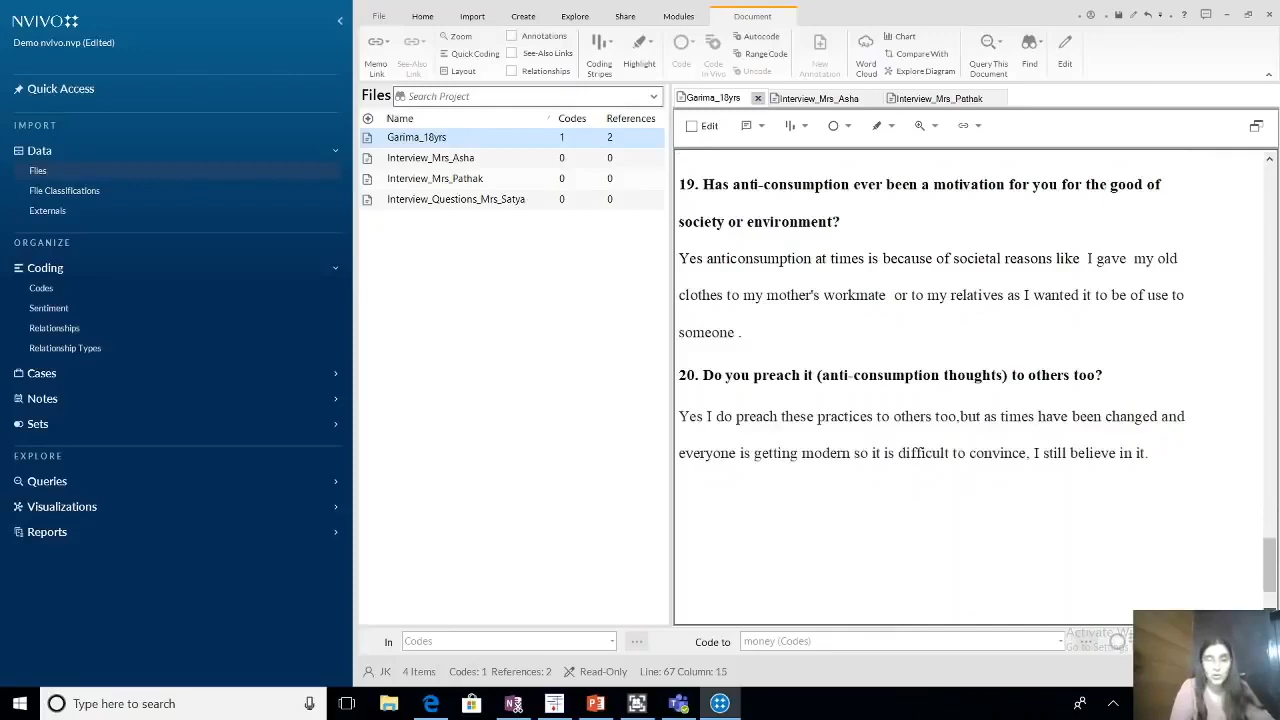 NVIVO
Demo nvivo.nvp (Edited)
Quick Access
IMPORT
Data
Files
File Classifications
Externals
ORGANIZE
Coding
Codes
Sentiment
Relationships
Relationship Types
Cases
Notes
Sets
EXPLORE
Queries
Visualizations
Reports
File Home Import Create Explore Share Modules Document
Memo Link
See-Also Link
Zoom
Quick Coding
Layout
Annotations
See-Also Links
Relationships
Coding Stripes
Highlight
Code
Code In Vivo
Autocode
Range Code
Uncode
New Annotation
Word Cloud
Chart
Compare With
Explore Diagram
Query This Document
Find
Edit
Files Search Project
Name Codes References
Garima_18yrs 1 2
Interview_Mrs_Asha 0 0
Interview_Mrs_Pathak 0 0
Interview_Questions_Mrs_Satya 0 0
Garima_18yrs Interview_Mrs_Asha Interview_Mrs_Pathak
Edit
19. Has anti-consumption ever been a motivation for you for the good of
society or environment?
Yes anticonsumption at times is because of societal reasons like I gave my old
clothes to my mother's workmate or to my relatives as I wanted it to be of use to
someone .
20. Do you preach it (anti-consumption thoughts) to others too?
Yes I do preach these practices to others too,but as times have been changed and
everyone is getting modern so it is difficult to convince, I still believe in it.
In Codes Code to money (Codes)
Activate W
Go to Settings
JK 4 Items Codes: 1 References: 2 Read-Only Line: 67 Column: 15
Type here to search